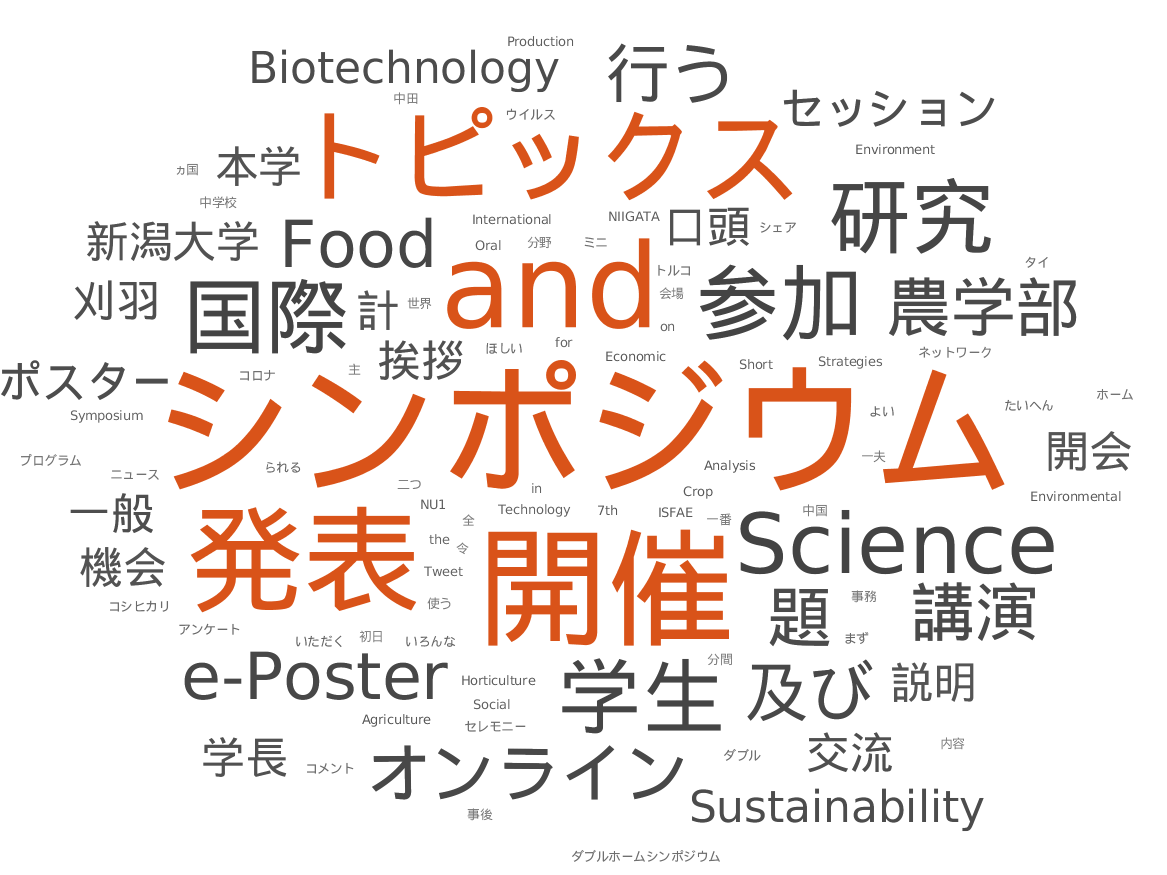 Production
Biotechnology
行う
中田
ウイルス
セッション
トピックス
Environment
ヵ国
本学
中学校
研究
International
NIIGATA
口頭
シェア
新潟大学
Food
Oral
分野
ミニ
and
トルコ
タイ
刈羽
国際
計
世界
会場
参加
農学部
on
挨拶
ほしい
for
Economic
Short
Strategies
ネットワーク
ポスター
コロナ
主
シンポジウム
ホーム
Symposium
よい
たいへん
プログラム
ニュース
られる
Analysis
一夫
開会
二つ
in
Crop
Environmental
一般
NU1
Technology
7th
ISFAE
一番
中国
発表
全
開催
Science
the
令
機会
Tweet
コシヒカリ
使う
題
事務
講演
アンケート
いただく
初日
いろんな
まず
e-Poster
Horticulture
学生
分間
及び
説明
Social
Agriculture
セレモニー
学長
コメント
オンライン
ダブル
交流
内容
事後
Sustainability
ダブルホームシンポジウム